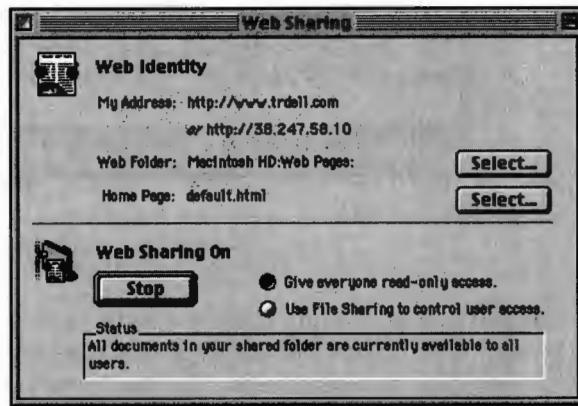 Web Sharing
Web Identity
My Address: http://www.trdell.com
or http://38.247.58.10
Web Folder: Macintosh HD:Web Pages:
Select...
Home Page: default.html
Select...
Web Sharing On
Stop
Give everyone read-only access.
Use File Sharing to control user access.
Status
All documents in your shared folder are currently available to all
users.